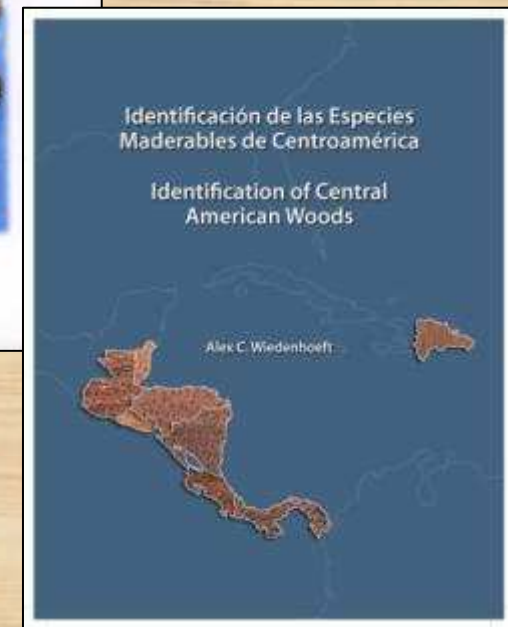 Identificación de las Especies
Maderables de Centroamérica
Identification of Central
American Woods
Alex C. Wiedenhoeft